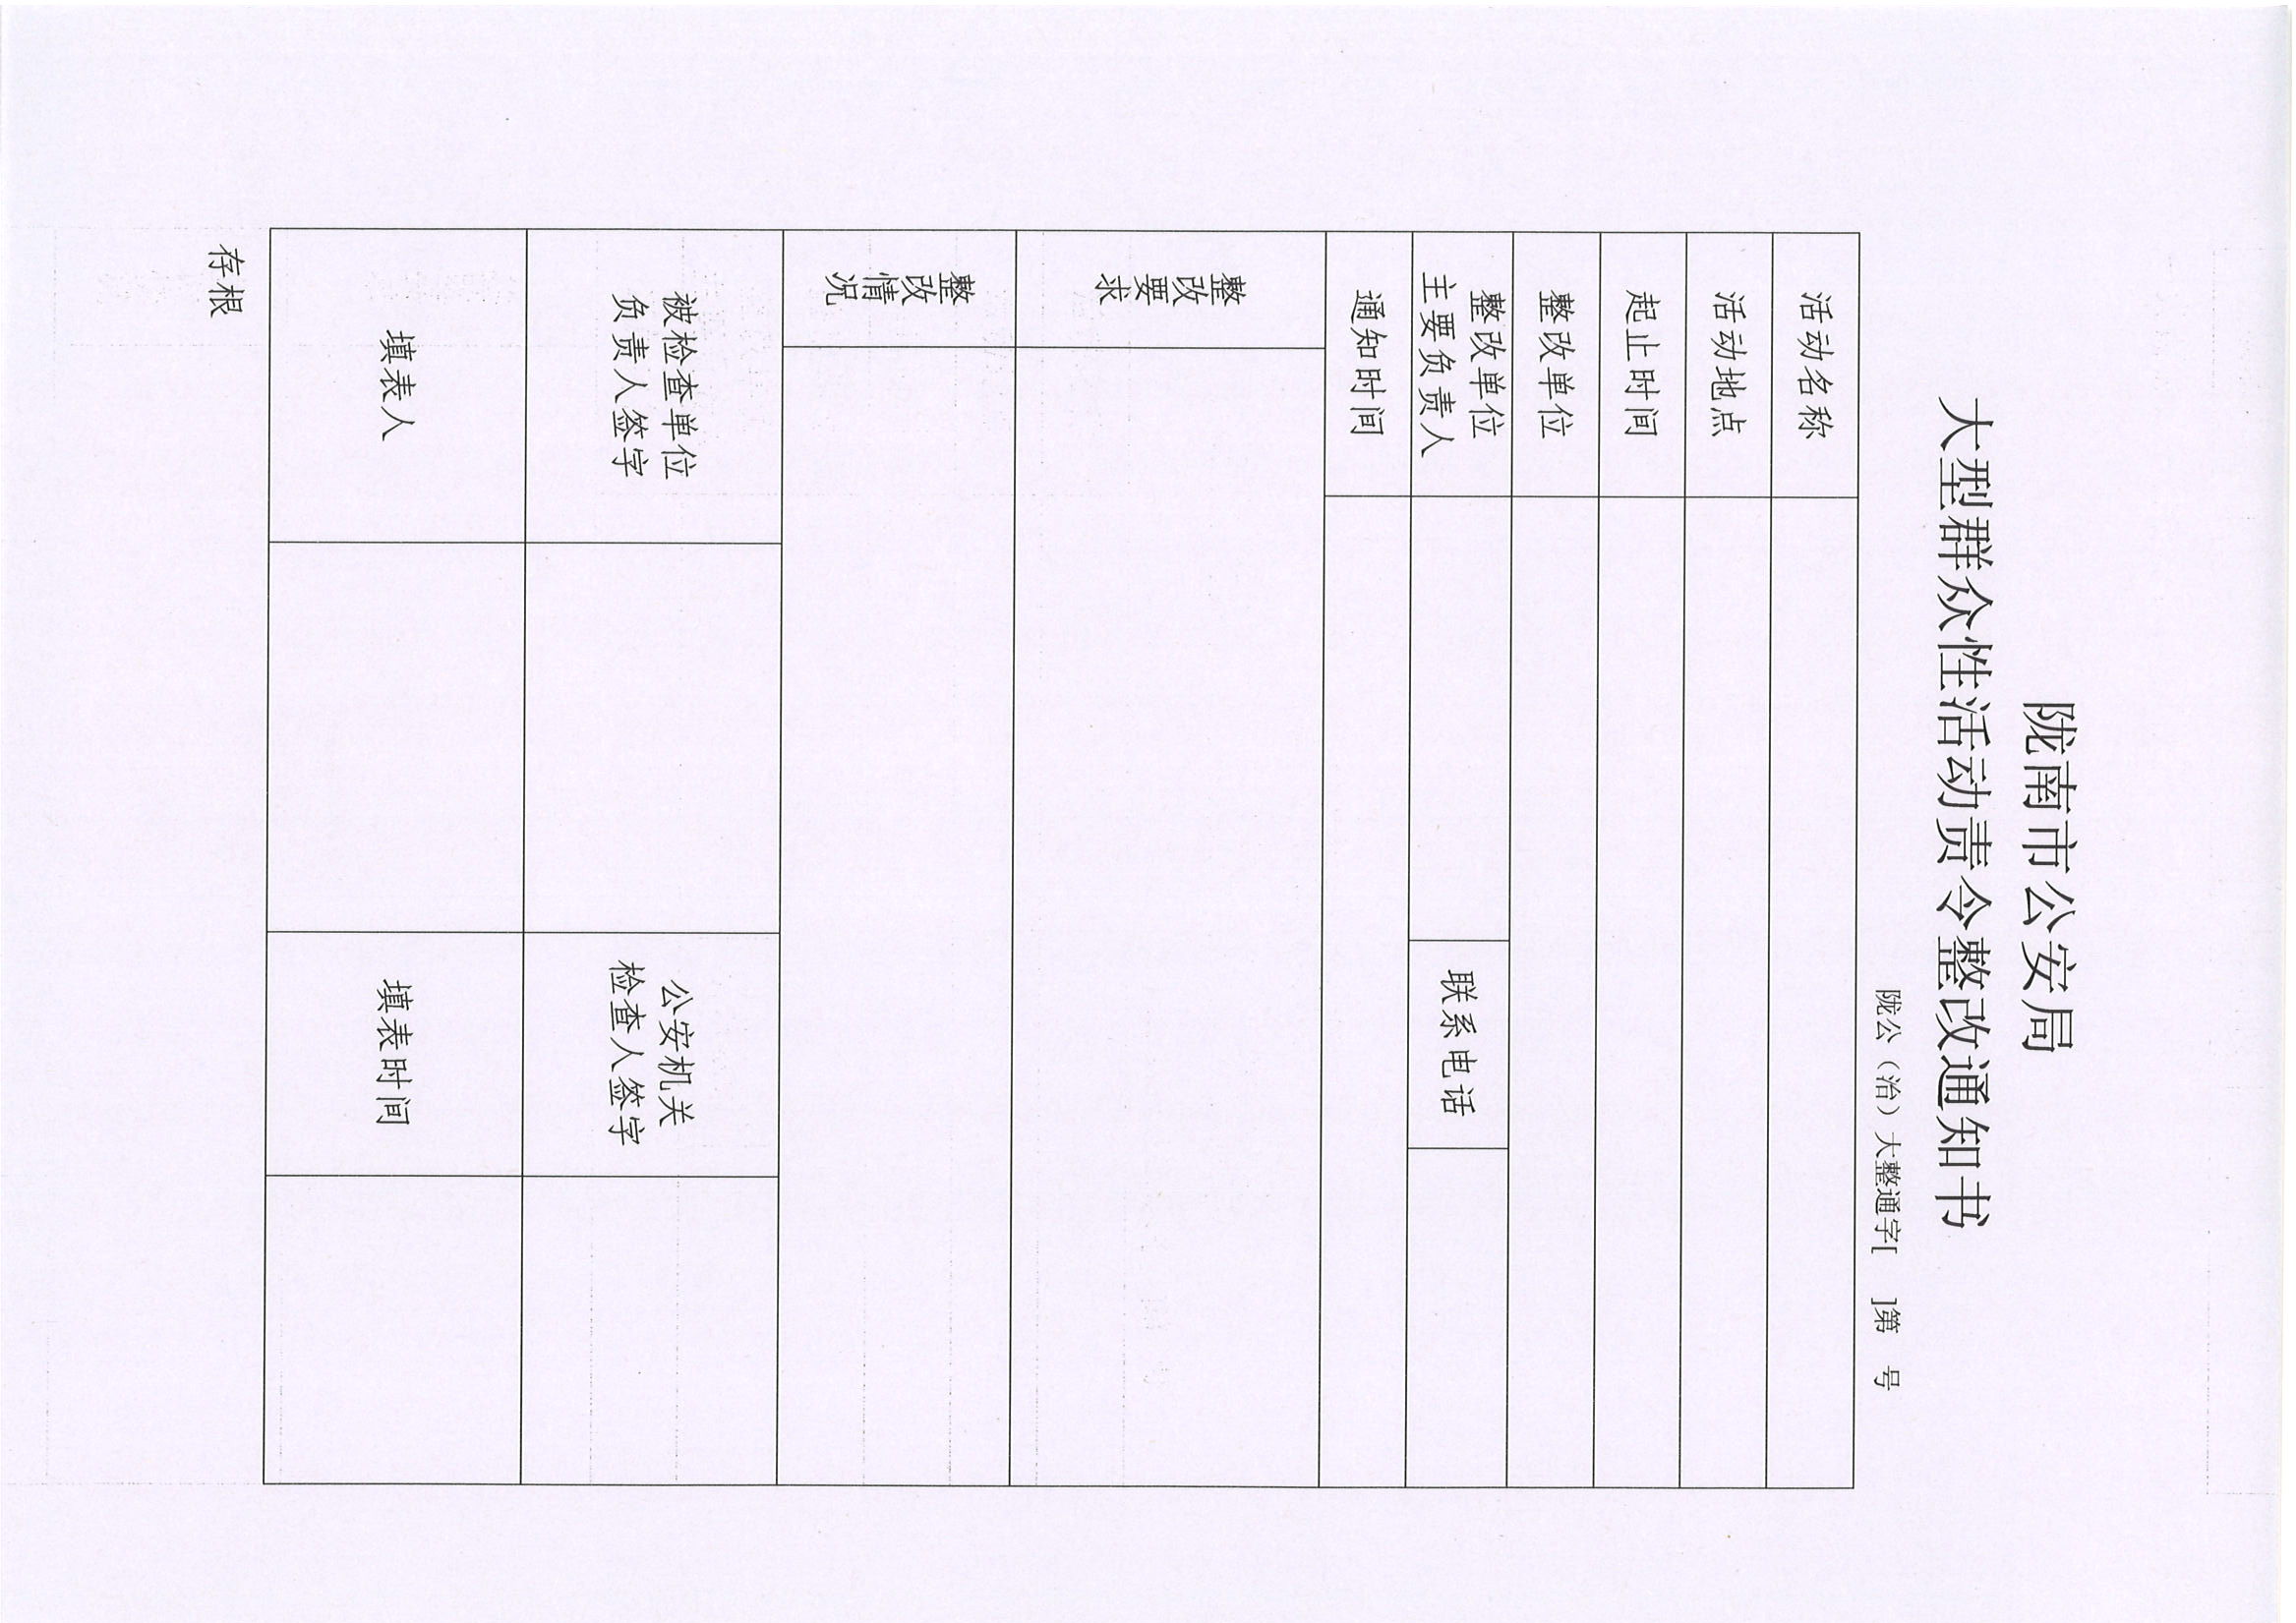 陇南市公安局
大型群众性活动责令整改通知书
陇公（治）大整通字[ ]第 号
活动名称
活动地点
起止时间
整改单位
整改单位
主要负责人
联系电话
通知时间
整改要求
整改情况
被检查单位
负责人签字
公安机关
检查人签字
填表人
填表时间
存根